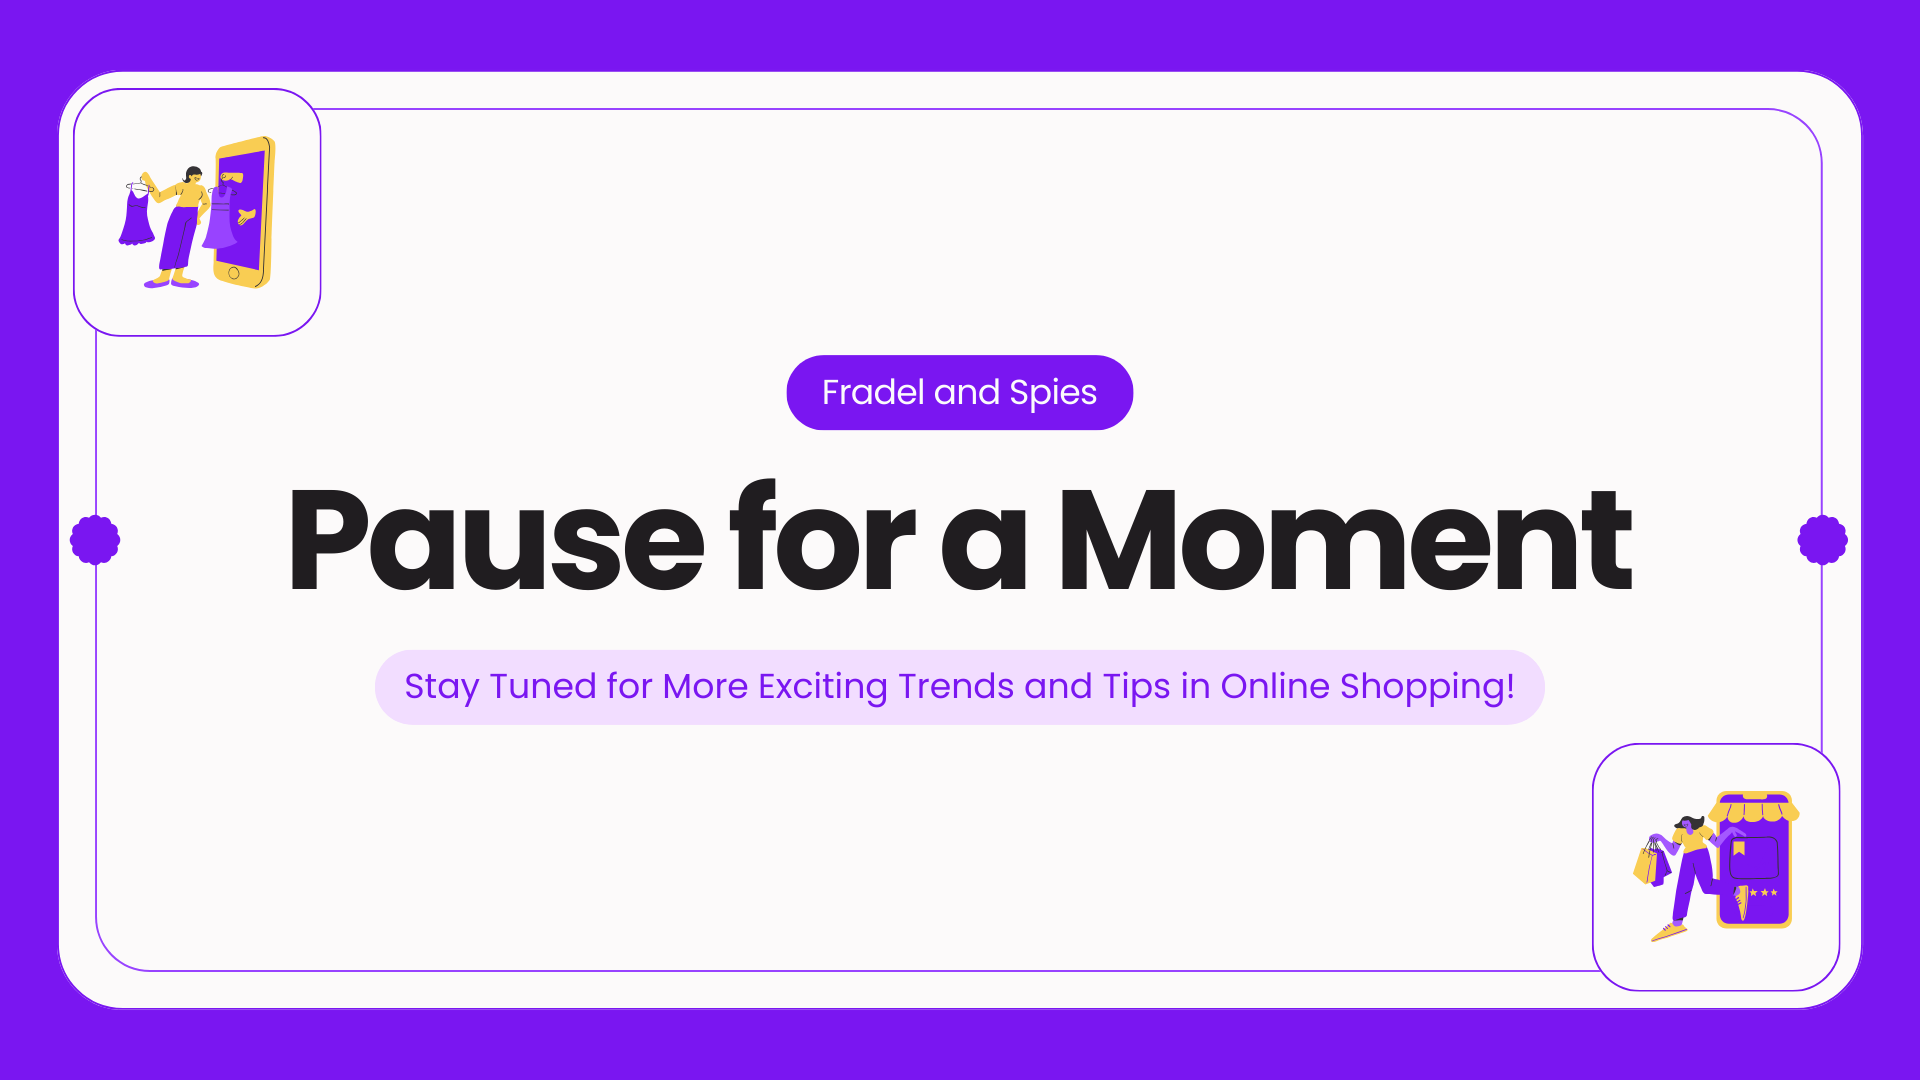 Fradel and Spies
Pause for a Moment
Stay Tuned for More Exciting Trends and Tips in Online Shopping!